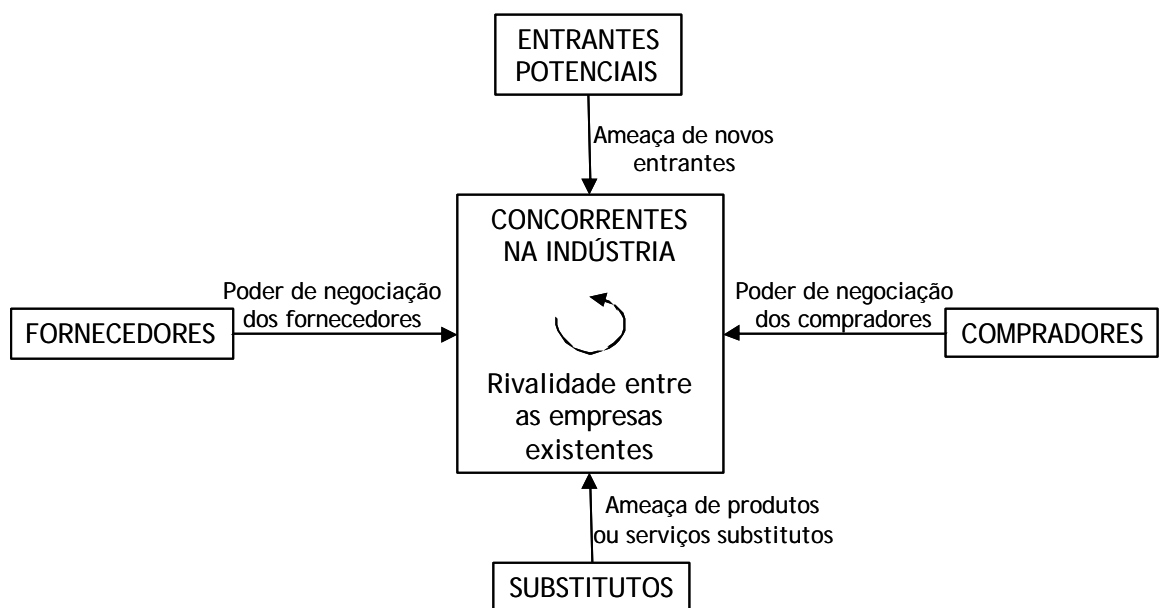 ENTRANTES
POTENCIAIS
Ameaça de novos
entrantes
CONCORRENTES
NA INDÚSTRIA
Poder de negociação
dos fornecedores
FORNECEDORES
Poder de negociação
dos compradores
COMPRADORES
Rivalidade entre
as empresas
existentes
Ameaça de produtos
ou serviços substitutos
SUBSTITUTOS